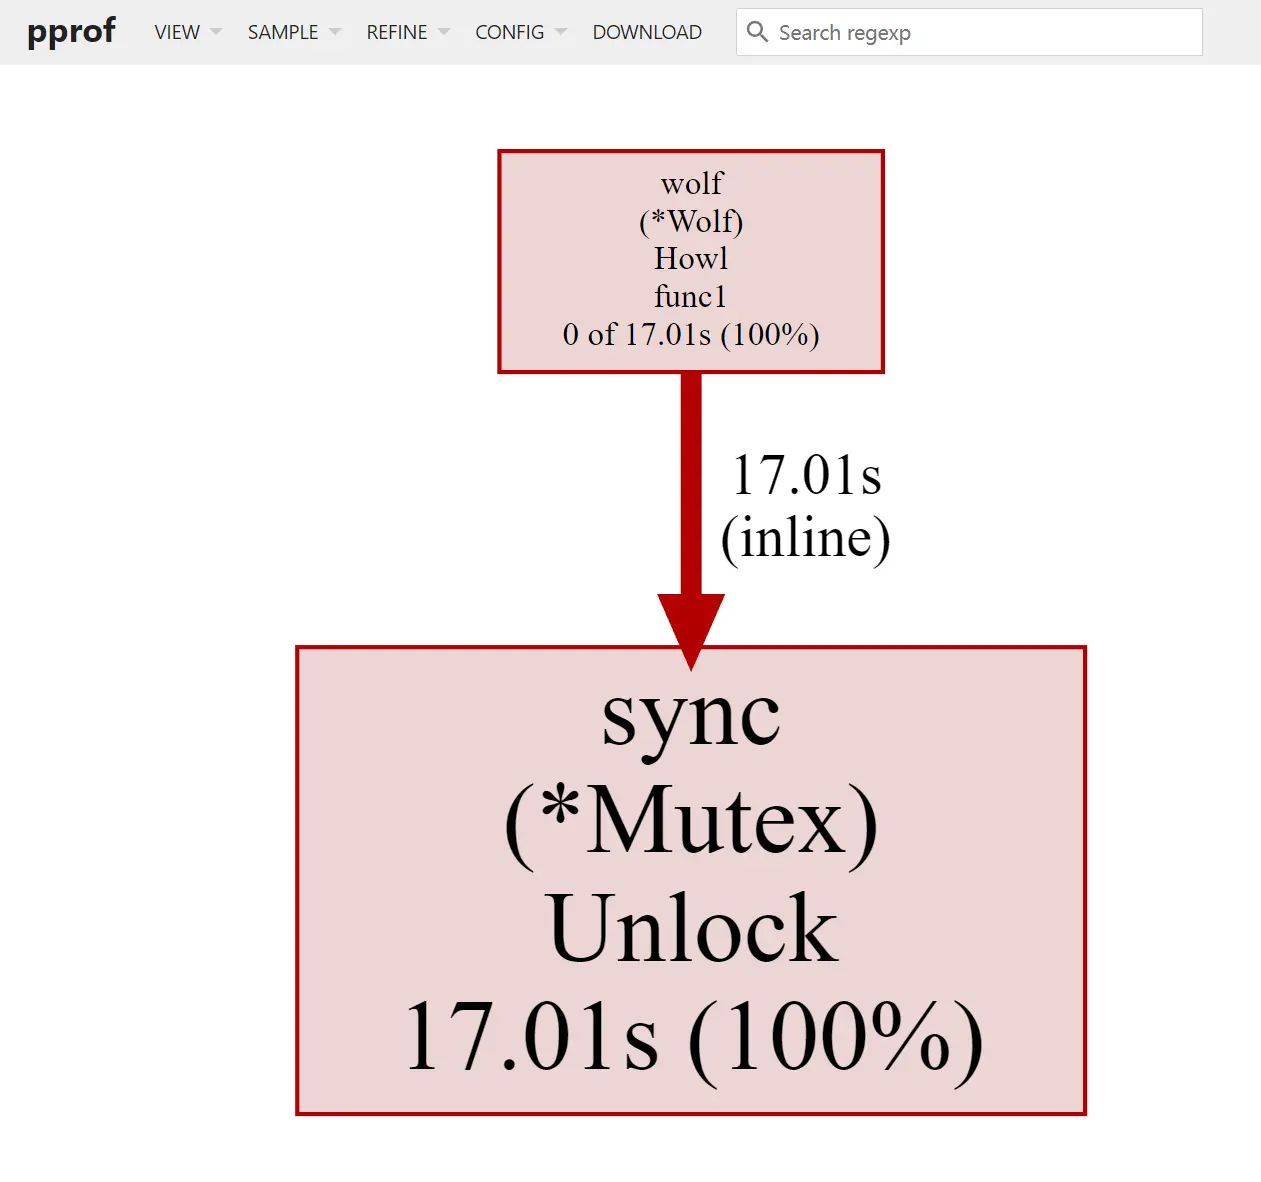 pprof VIEW SAMPLE REFINE CONFIG DOWNLOAD Search regexp
wolf
(*Wolf)
Howl
func1
0 of 17.01s (100%)
17.01s
(inline)
sync
(*Mutex)
Unlock
17.01s (100%)